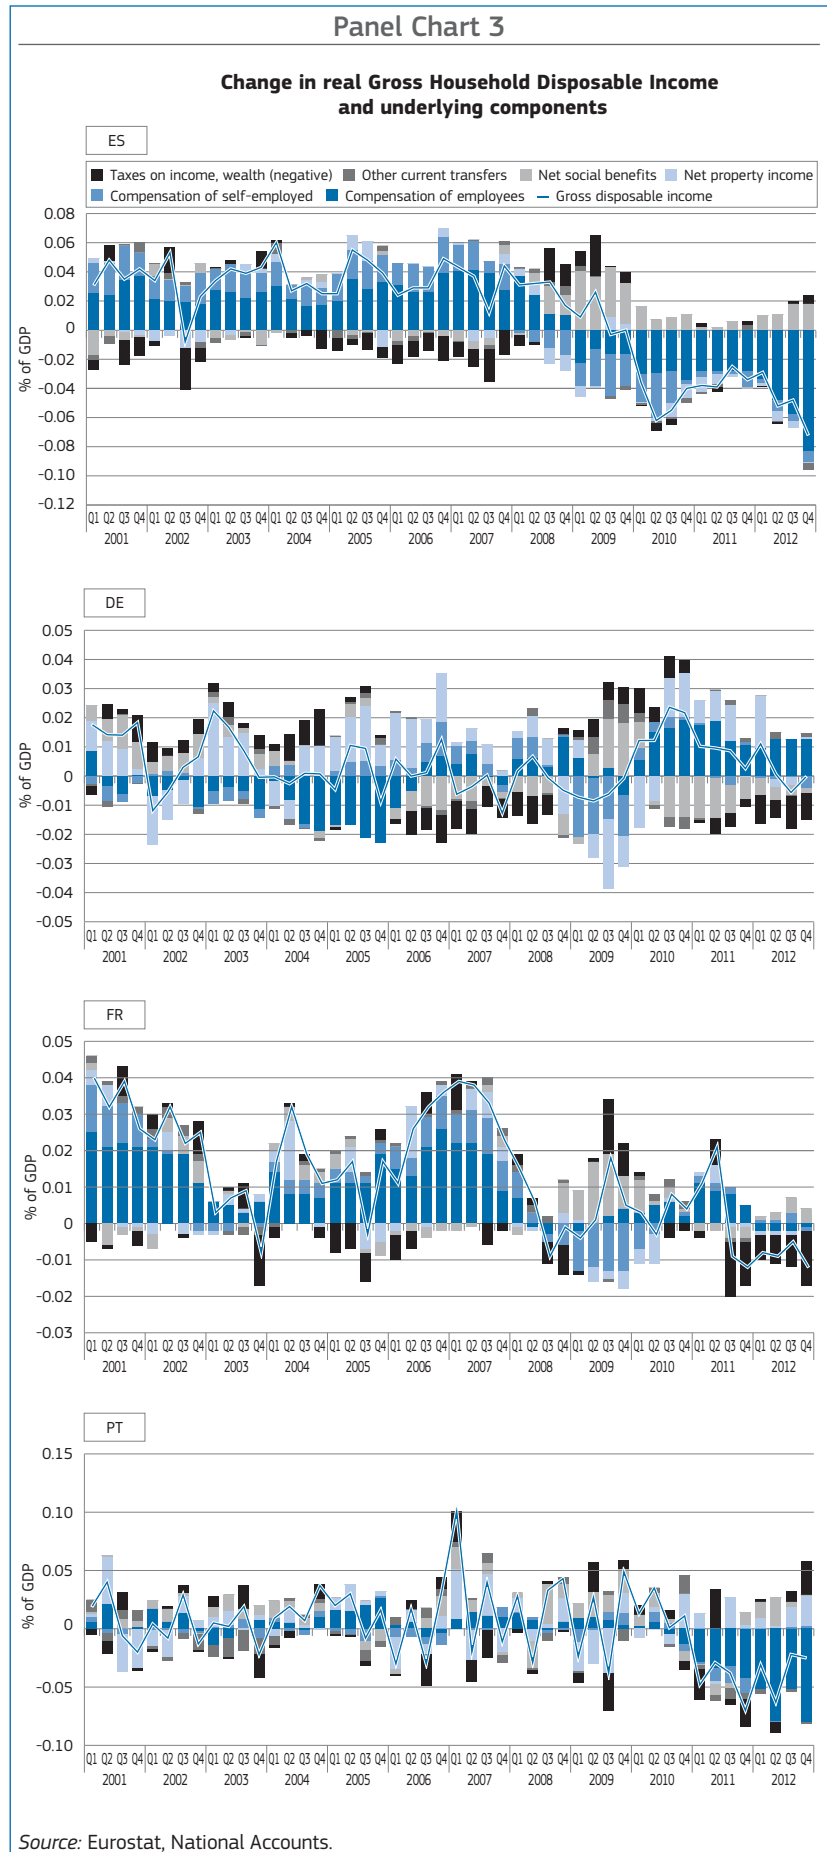 Panel Chart 3
Change in real Gross Household Disposable Income
and underlying components
ES
Taxes on income, wealth (negative) Other current transfers Net social benefits Net property income
Compensation of self-employed Compensation of employees Gross disposable income
% of GDP
0.08
0.06
0.04
0.02
0
-0.02
-0.04
-0.06
-0.08
-0.10
-0.12
Q1 Q2 Q3 Q4 Q1 Q2 Q3 Q4 Q1 Q2 Q3 Q4 Q1 Q2 Q3 Q4 Q1 Q2 Q3 Q4 Q1 Q2 Q3 Q4 Q1 Q2 Q3 Q4 Q1 Q2 Q3 Q4 Q1 Q2 Q3 Q4 Q1 Q2 Q3 Q4 Q1 Q2 Q3 Q4 Q1 Q2 Q3 Q4
2001 2002 2003 2004 2005 2006 2007 2008 2009 2010 2011 2012
DE
% of GDP
0.05
0.04
0.03
0.02
0.01
0
-0.01
-0.02
-0.03
-0.04
-0.05
Q1 Q2 Q3 Q4 Q1 Q2 Q3 Q4 Q1 Q2 Q3 Q4 Q1 Q2 Q3 Q4 Q1 Q2 Q3 Q4 Q1 Q2 Q3 Q4 Q1 Q2 Q3 Q4 Q1 Q2 Q3 Q4 Q1 Q2 Q3 Q4 Q1 Q2 Q3 Q4 Q1 Q2 Q3 Q4 Q1 Q2 Q3 Q4
2001 2002 2003 2004 2005 2006 2007 2008 2009 2010 2011 2012
FR
% of GDP
0.05
0.04
0.03
0.02
0.01
0
-0.01
-0.02
-0.03
Q1 Q2 Q3 Q4 Q1 Q2 Q3 Q4 Q1 Q2 Q3 Q4 Q1 Q2 Q3 Q4 Q1 Q2 Q3 Q4 Q1 Q2 Q3 Q4 Q1 Q2 Q3 Q4 Q1 Q2 Q3 Q4 Q1 Q2 Q3 Q4 Q1 Q2 Q3 Q4 Q1 Q2 Q3 Q4 Q1 Q2 Q3 Q4
2001 2002 2003 2004 2005 2006 2007 2008 2009 2010 2011 2012
PT
% of GDP
0.15
0.10
0.05
0
-0.05
-0.10
Q1 Q2 Q3 Q4 Q1 Q2 Q3 Q4 Q1 Q2 Q3 Q4 Q1 Q2 Q3 Q4 Q1 Q2 Q3 Q4 Q1 Q2 Q3 Q4 Q1 Q2 Q3 Q4 Q1 Q2 Q3 Q4 Q1 Q2 Q3 Q4 Q1 Q2 Q3 Q4 Q1 Q2 Q3 Q4 Q1 Q2 Q3 Q4
2001 2002 2003 2004 2005 2006 2007 2008 2009 2010 2011 2012
Source: Eurostat, National Accounts.